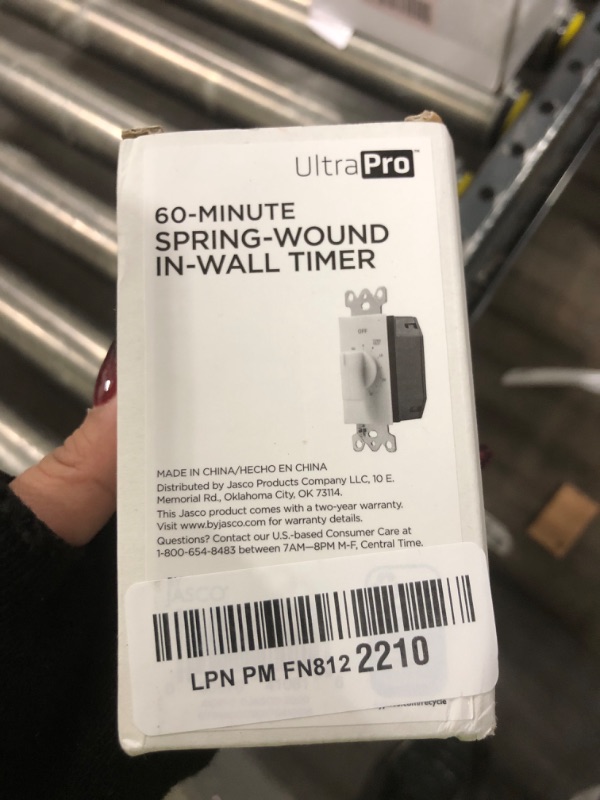 UltraPro™
60-MINUTE
SPRING-WOUND
IN-WALL TIMER
OFF
MADE IN CHINA/HECHO EN CHINA
Distributed by Jasco Products Company LLC, 10 E.
Memorial Rd., Oklahoma City, OK 73114.
This Jasco product comes with a two-year warranty.
Visit www.byjasco.com for warranty details.
Questions? Contact our U.S.-based Consumer Care at
1-800-654-8483 between 7AM—8PM M-F, Central Time.
JASCO
LPN PM FN812 2210